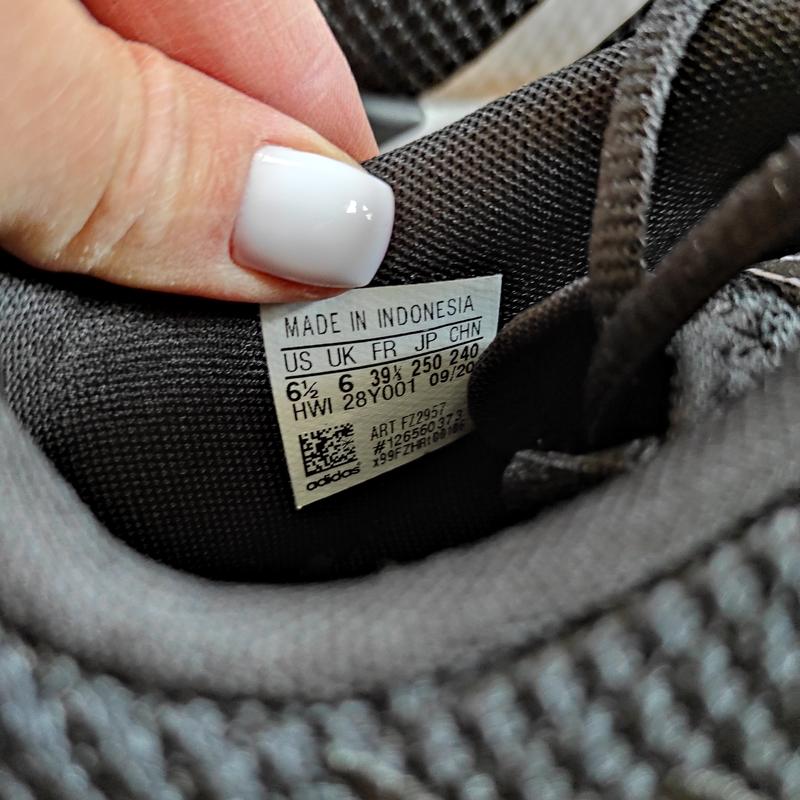 MADE IN INDONESIA
US UK FR JP CHN
6½ 6 39⅓ 250 240
HWI 28Y001 09/20
ART FZ2957
#126560373
adidas